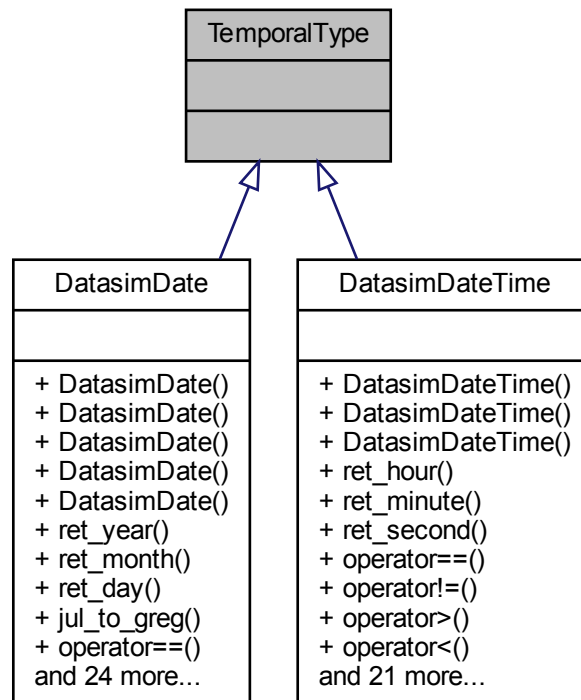 TemporalType
DatasimDate
+ DatasimDate()
+ DatasimDate()
+ DatasimDate()
+ DatasimDate()
+ DatasimDate()
+ ret_year()
+ ret_month()
+ ret_day()
+ jul_to_greg()
+ operator==()
and 24 more...
DatasimDateTime
+ DatasimDateTime()
+ DatasimDateTime()
+ DatasimDateTime()
+ ret_hour()
+ ret_minute()
+ ret_second()
+ operator==()
+ operator!=()
+ operator>()
+ operator<()
and 21 more...